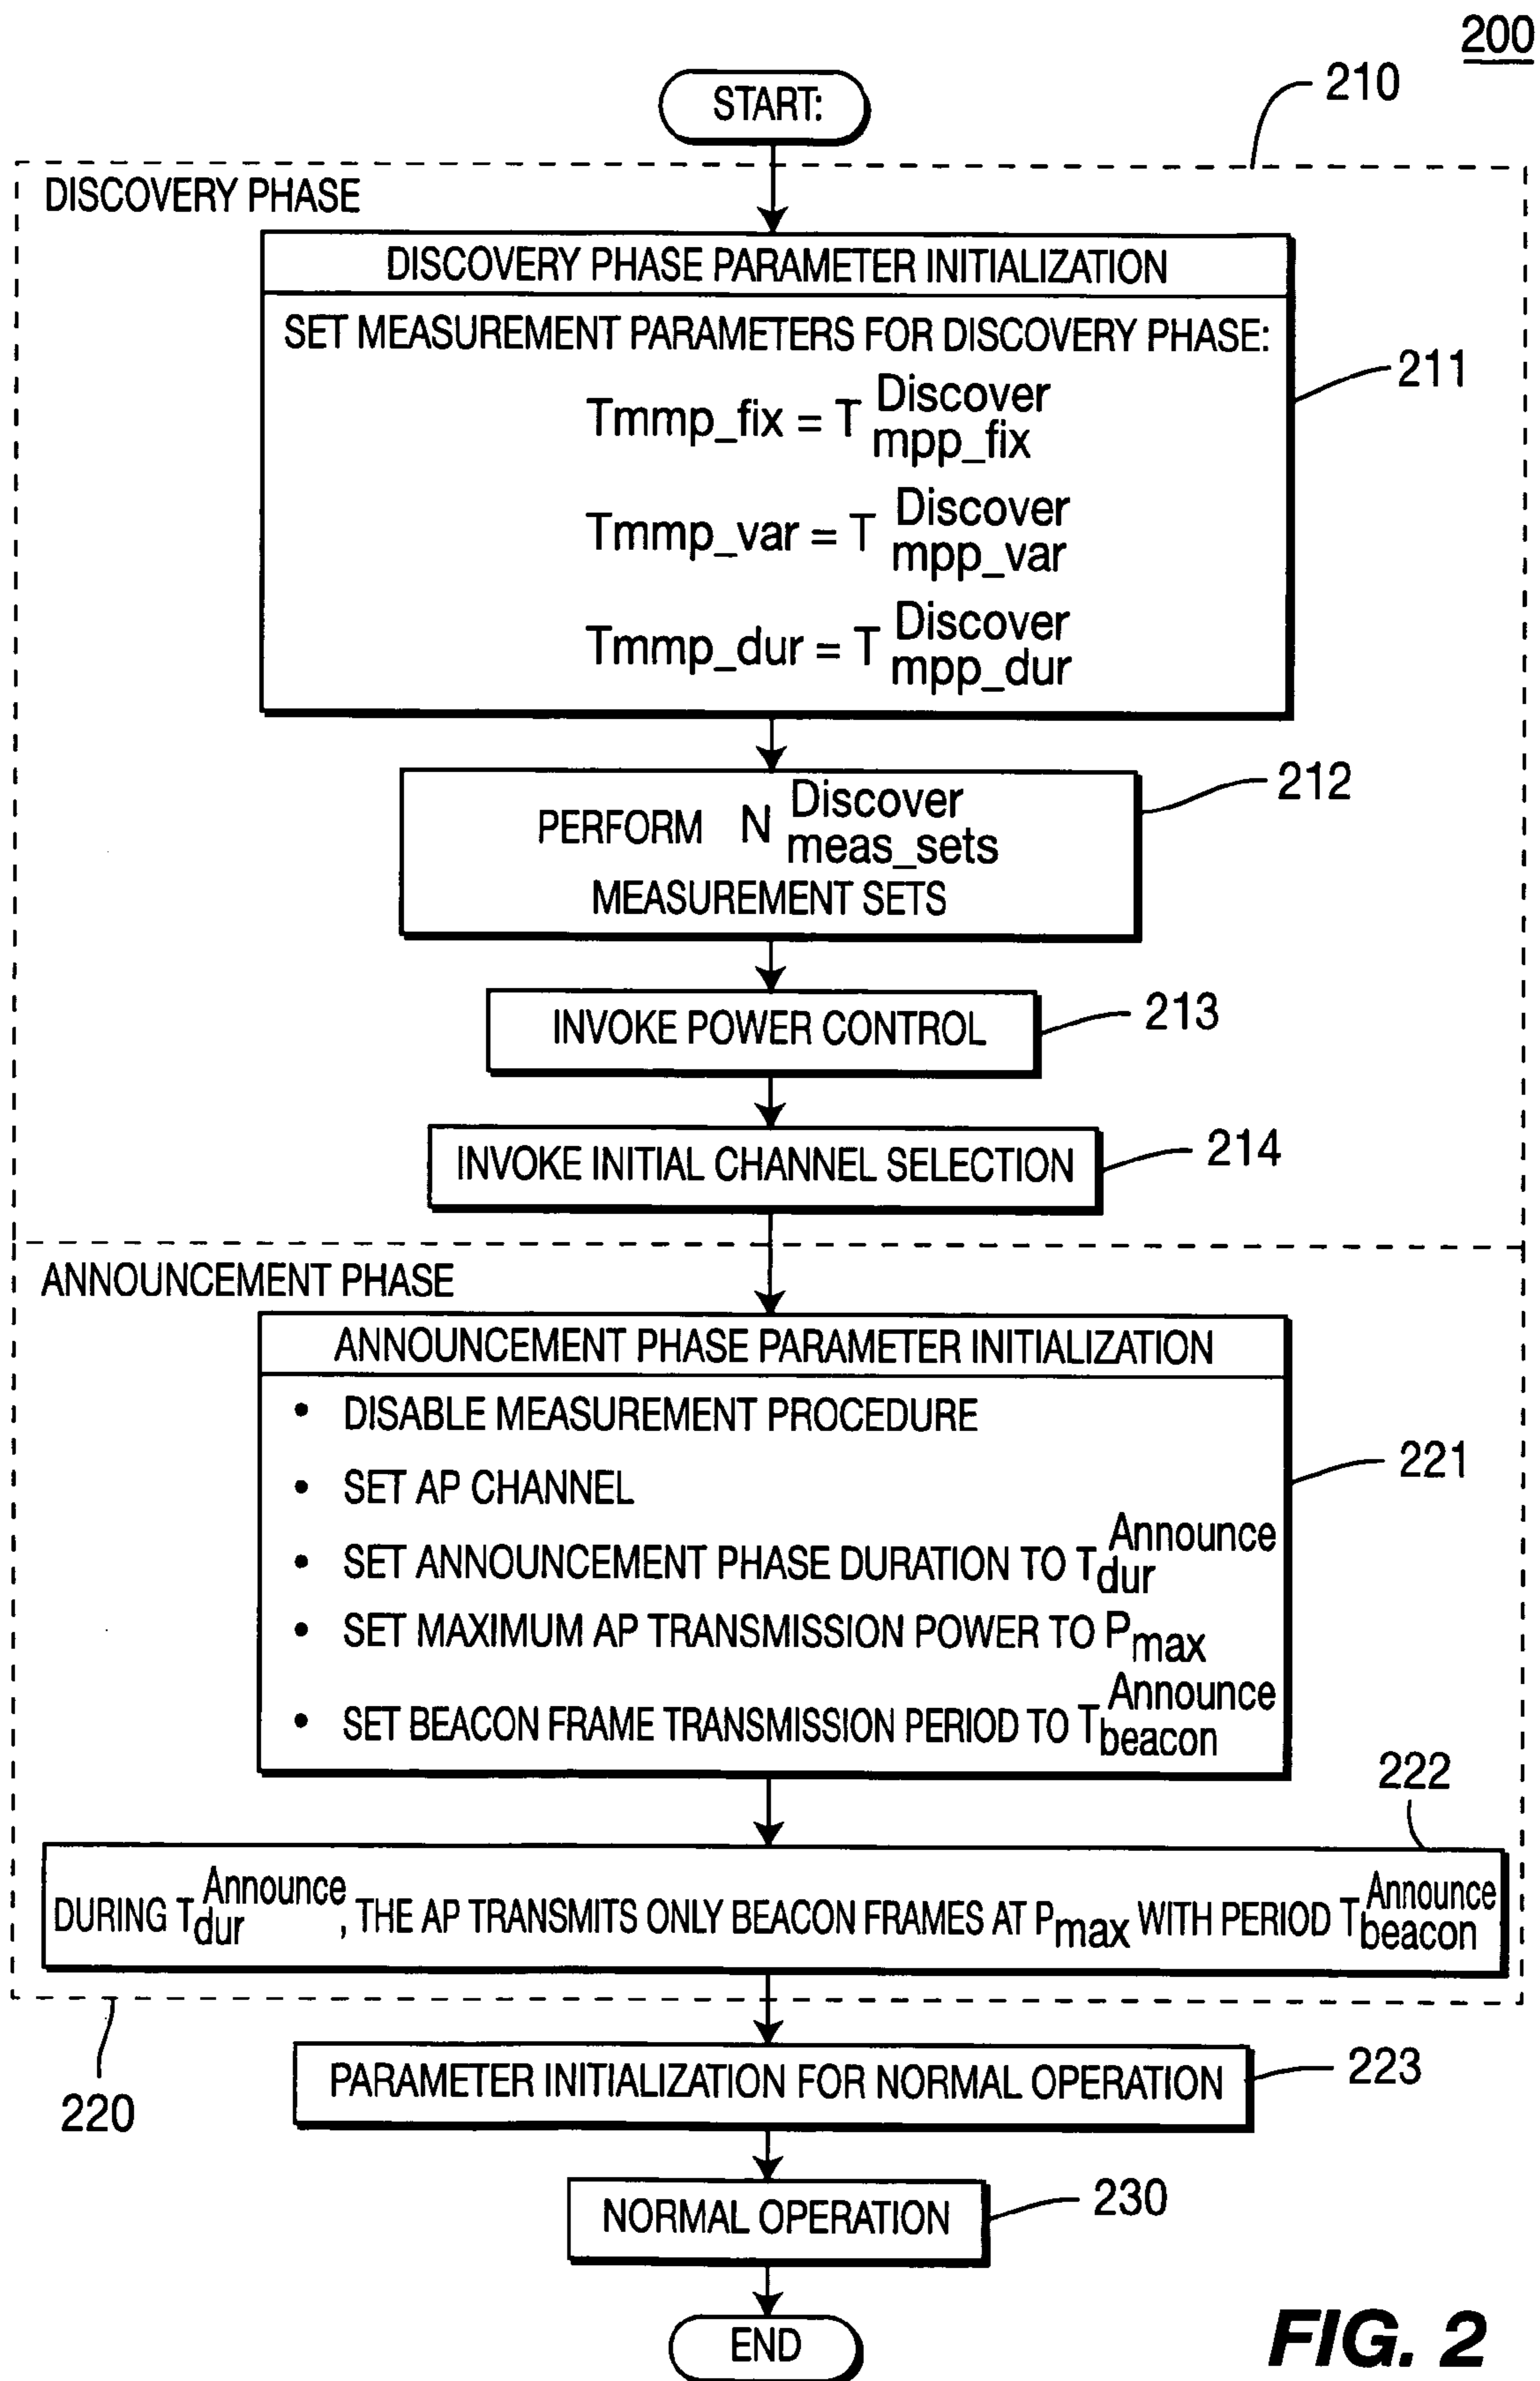 200
210
START:
DISCOVERY PHASE
DISCOVERY PHASE PARAMETER INITIALIZATION
SET MEASUREMENT PARAMETERS FOR DISCOVERY PHASE:
211
Tmmp_fix = T Discover mpp_fix
Tmmp_var = T Discover mpp_var
Tmmp_dur = T Discover mpp_dur
212
PERFORM N Discover meas_sets
MEASUREMENT SETS
INVOKE POWER CONTROL
213
INVOKE INITIAL CHANNEL SELECTION
214
ANNOUNCEMENT PHASE
ANNOUNCEMENT PHASE PARAMETER INITIALIZATION
• DISABLE MEASUREMENT PROCEDURE
221
• SET AP CHANNEL
• SET ANNOUNCEMENT PHASE DURATION TO T Announce dur
• SET MAXIMUM AP TRANSMISSION POWER TO Pmax
• SET BEACON FRAME TRANSMISSION PERIOD TO T Announce beacon
222
DURING T Announce dur, THE AP TRANSMITS ONLY BEACON FRAMES AT Pmax WITH PERIOD T Announce beacon
220
PARAMETER INITIALIZATION FOR NORMAL OPERATION
223
NORMAL OPERATION
230
END
FIG. 2